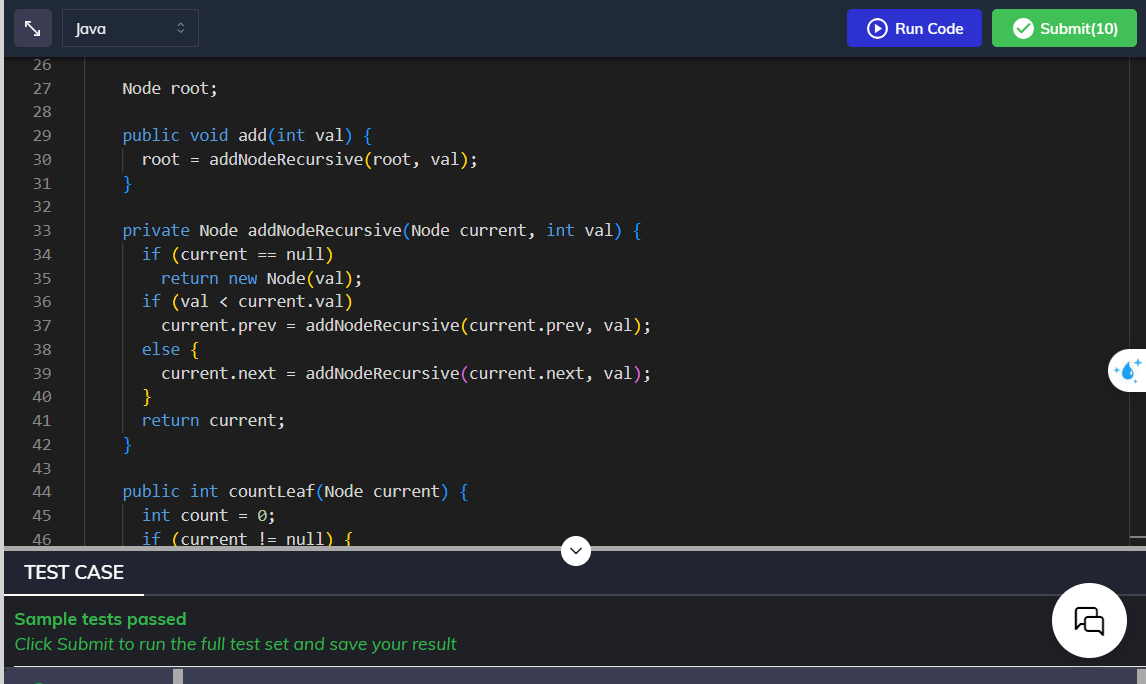 Java
Run Code
Submit(10)
26
27 Node root;
28
29 public void add(int val) {
30 root = addNodeRecursive(root, val);
31 }
32
33 private Node addNodeRecursive(Node current, int val) {
34 if (current == null)
35 return new Node(val);
36 if (val < current.val)
37 current.prev = addNodeRecursive(current.prev, val);
38 else {
39 current.next = addNodeRecursive(current.next, val);
40 }
41 return current;
42 }
43
44 public int countLeaf(Node current) {
45 int count = 0;
46 if (current != null) {
TEST CASE
Sample tests passed
Click Submit to run the full test set and save your result